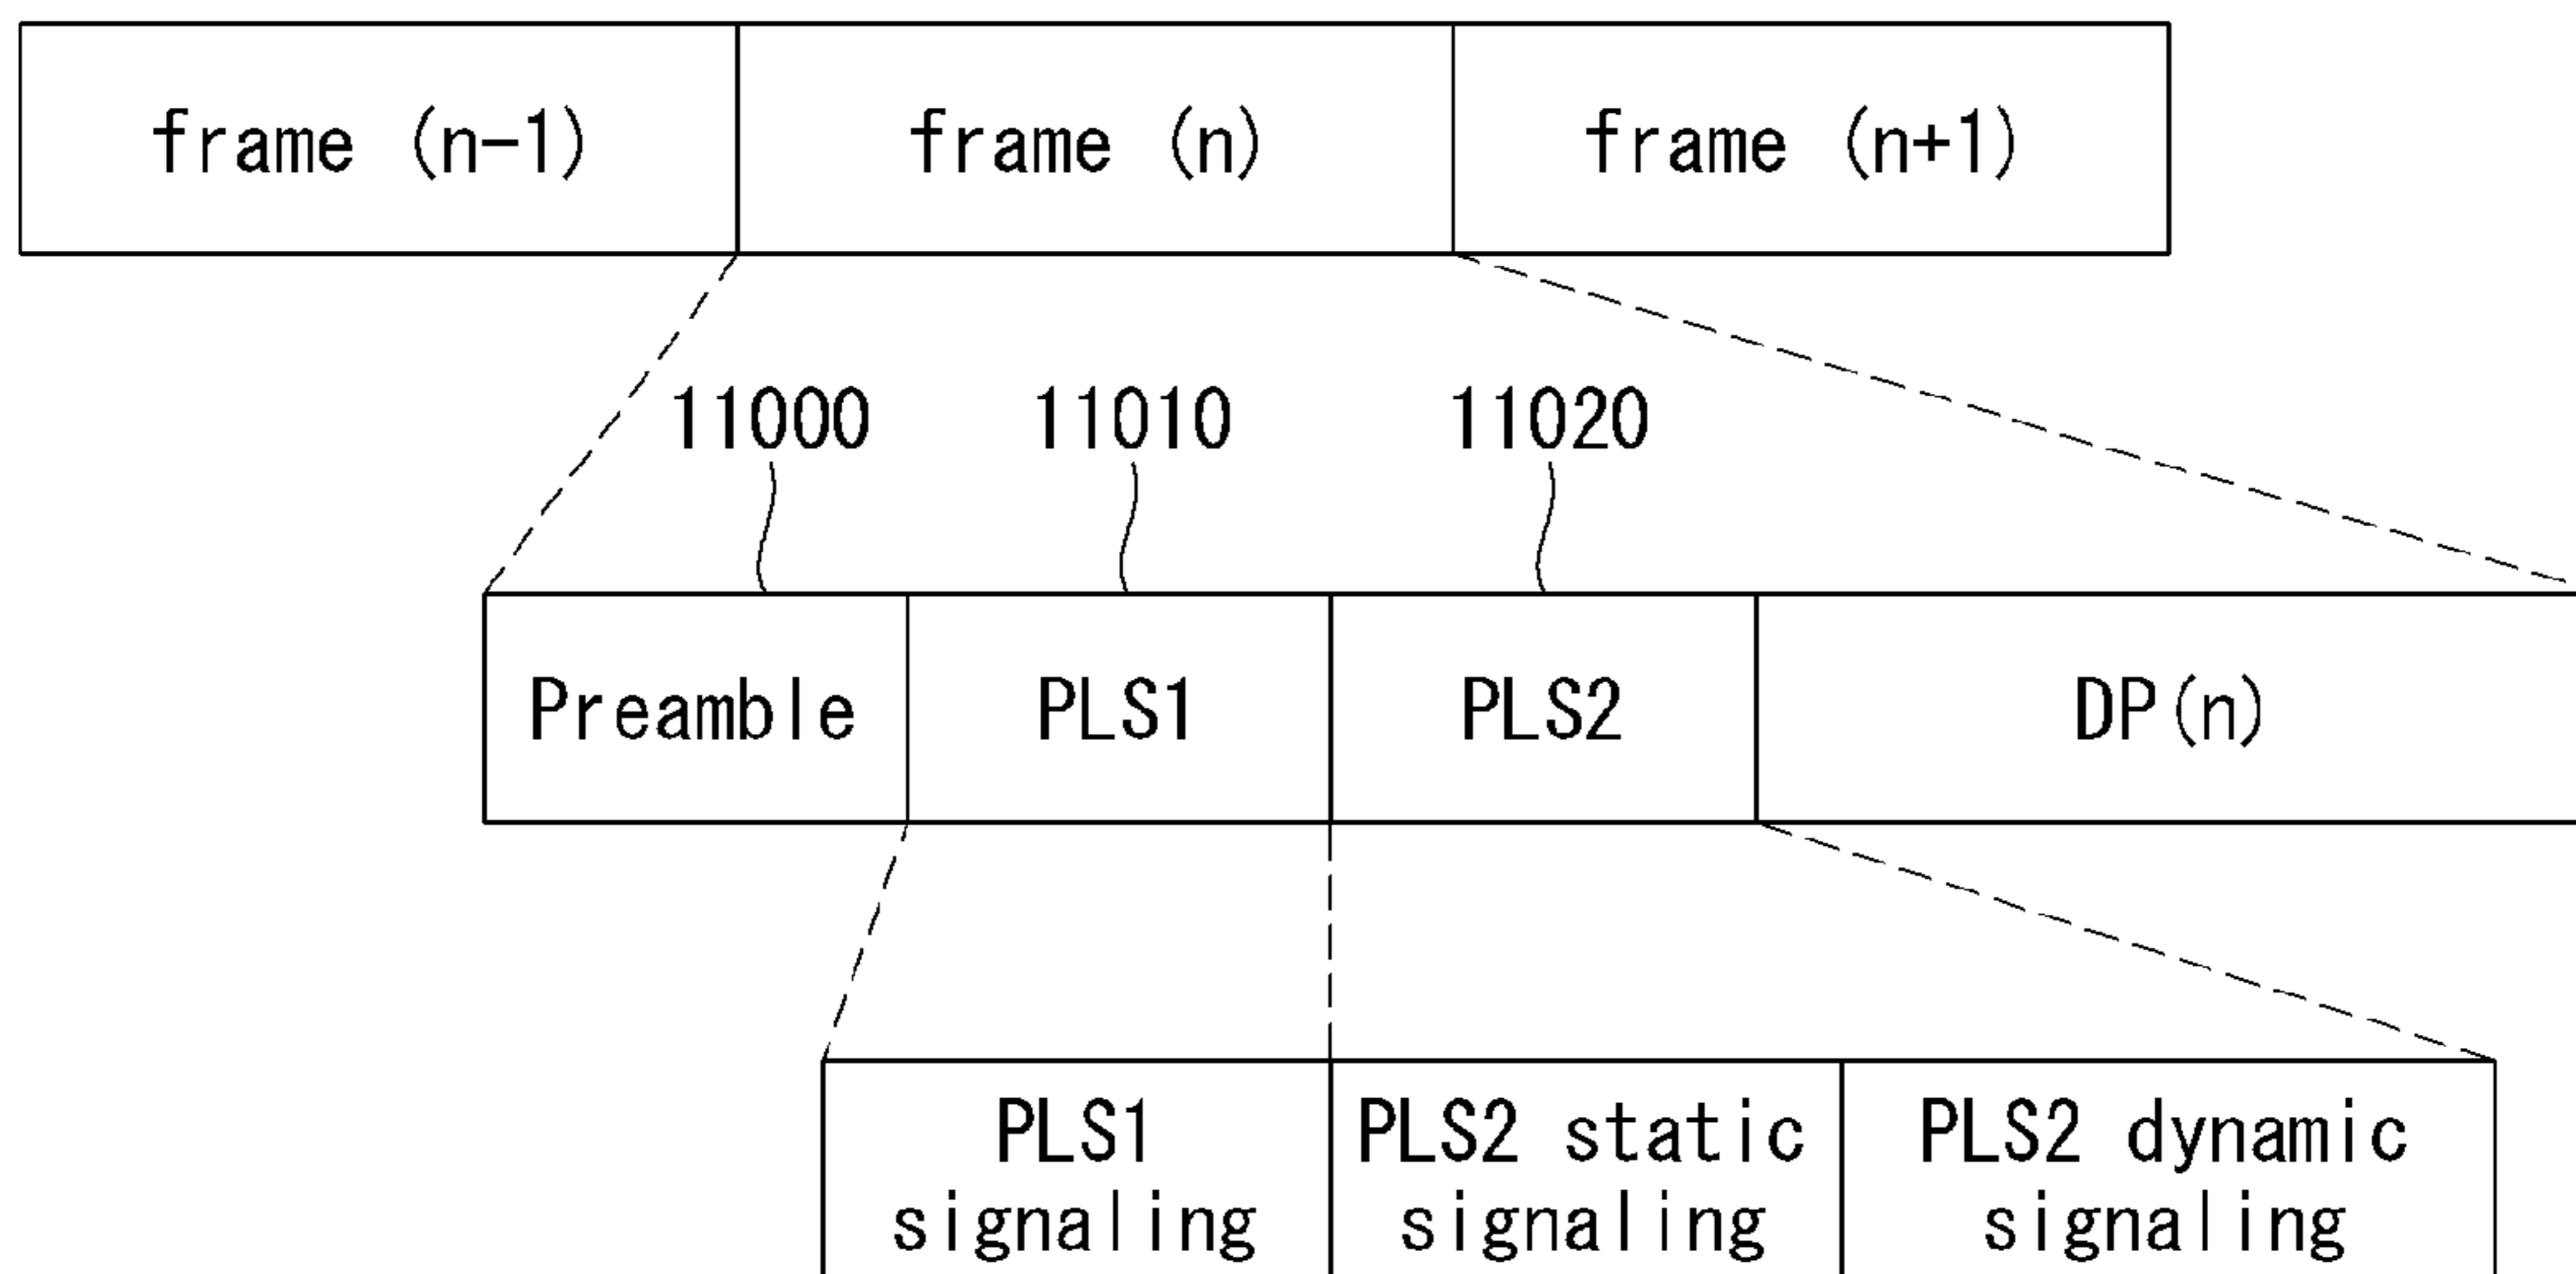 frame (n-1) frame (n) frame (n+1)
11000 11010 11020
Preamble PLS1 PLS2 DP(n)
PLS1 signaling
PLS2 static signaling
PLS2 dynamic signaling